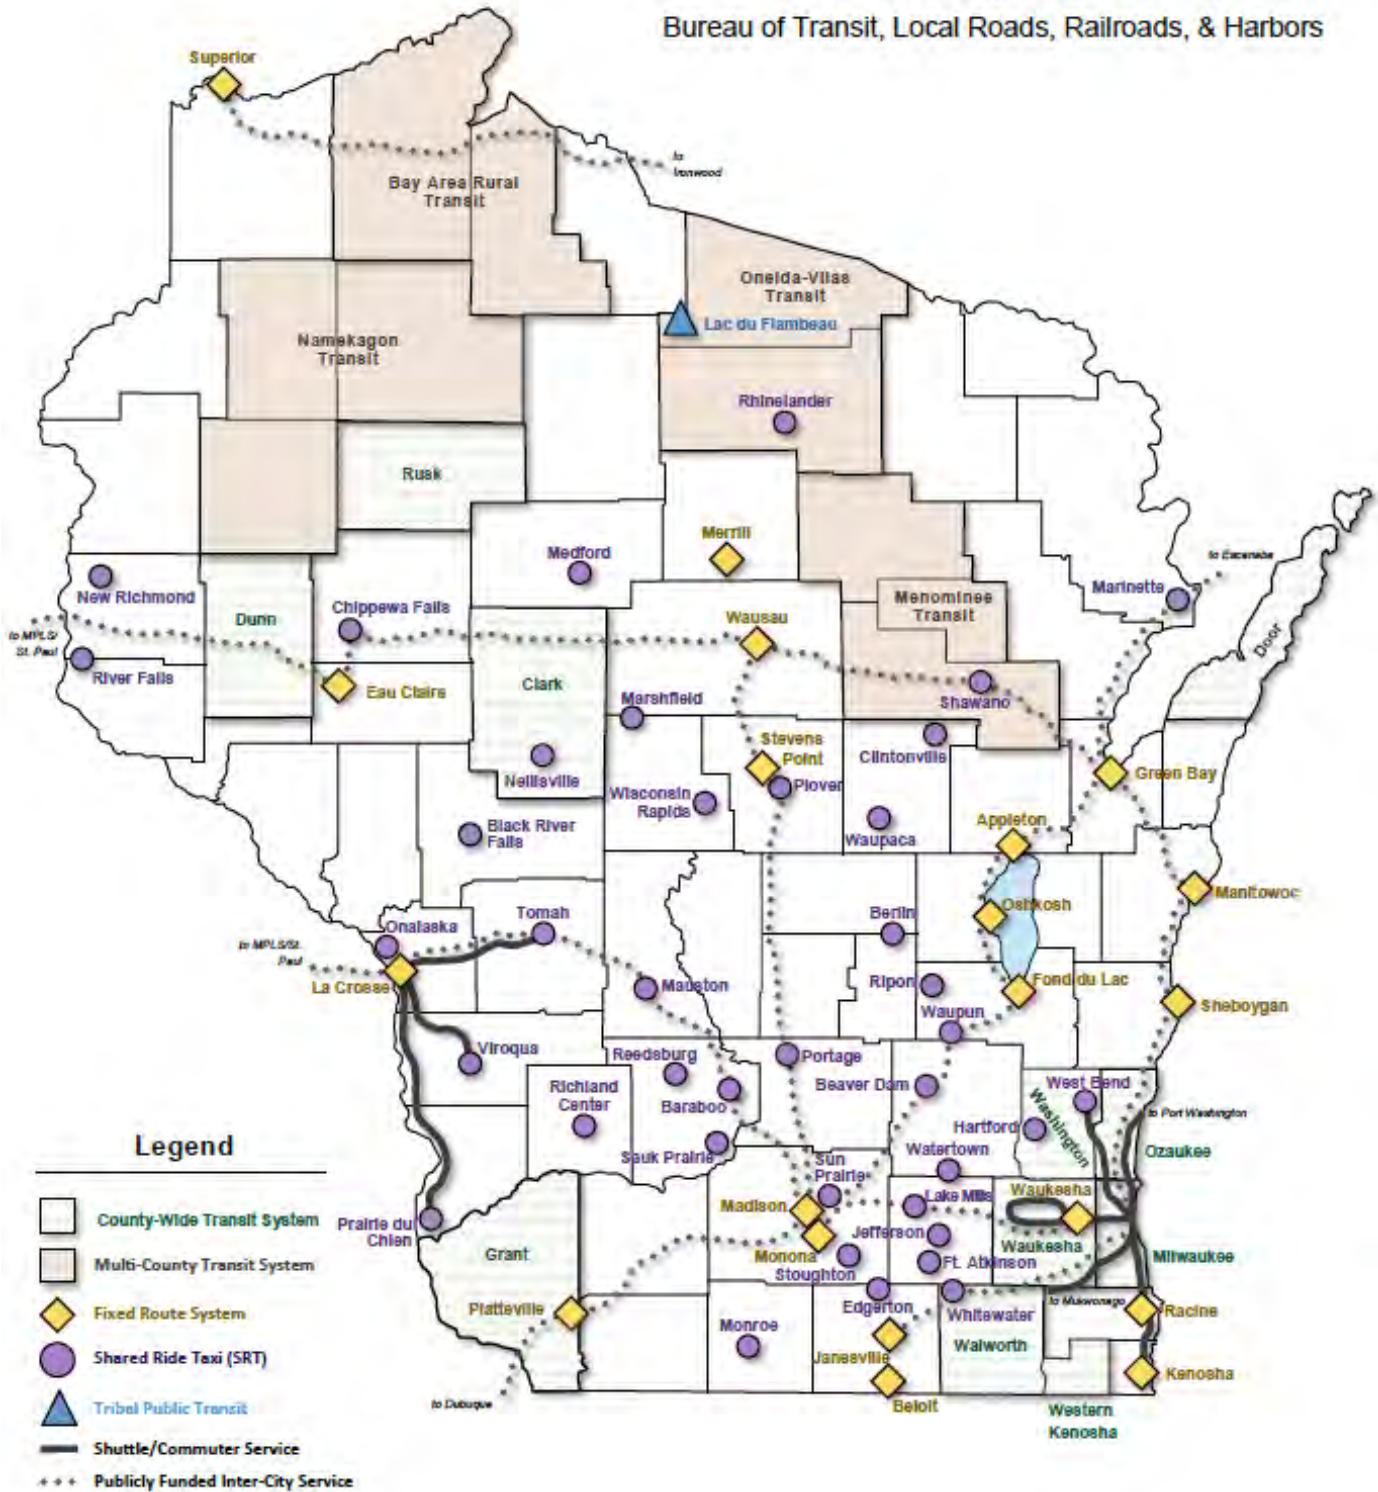 Bureau of Transit, Local Roads, Railroads, & Harbors
Superior
to
Ironwood
Bay Area Rural
Transit
Oneida-Vilas
Transit
Lac du Flambeau
Namekagon
Transit
Rhinelander
Rusk
Merrill
Medford
to Escanaba
Marinette
New Richmond
Chippewa Falls
Dunn
Menominee
Transit
Wausau
to MPLS/
St. Paul
Door
River Falls
Eau Claire
Clark
Marshfield
Shawano
Stevens
Point
Clintonville
Green Bay
Neillsville
Plover
Wisconsin
Rapids
Black River
Falls
Waupaca
Appleton
Manitowoc
Oshkosh
Berlin
Tomah
Onalaska
to MPLS/St.
Paul
La Crosse
Mauston
Ripon
Fond du Lac
Waupun
Sheboygan
Viroqua
Reedsburg
Portage
Richland
Center
Baraboo
Beaver Dam
West Bend
Washington
to Port Washington
Hartford
Ozaukee
Legend
Sauk Prairie
Sun
Prairie
Watertown
Lake Mills
Waukesha
County-Wide Transit System
Prairie du
Chien
Madison
Jefferson
Waukesha
Multi-County Transit System
Grant
Monona
Stoughton
Ft. Atkinson
Milwaukee
Fixed Route System
Platteville
Edgerton
Whitewater
to Mukwonago
Racine
Shared Ride Taxi (SRT)
Monroe
Janesville
Walworth
Kenosha
Tribal Public Transit
to Dubuque
Beloit
Western
Kenosha
Shuttle/Commuter Service
Publicly Funded Inter-City Service